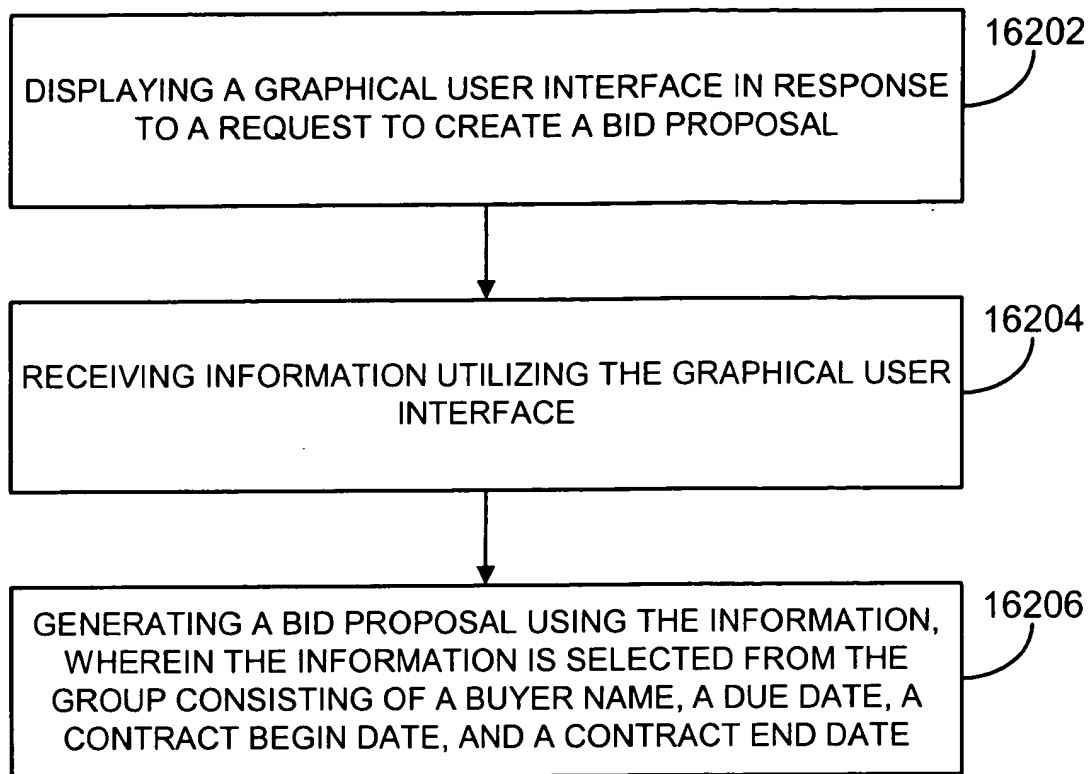 16202
DISPLAYING A GRAPHICAL USER INTERFACE IN RESPONSE
TO A REQUEST TO CREATE A BID PROPOSAL
16204
RECEIVING INFORMATION UTILIZING THE GRAPHICAL USER
INTERFACE
16206
GENERATING A BID PROPOSAL USING THE INFORMATION,
WHEREIN THE INFORMATION IS SELECTED FROM THE
GROUP CONSISTING OF A BUYER NAME, A DUE DATE, A
CONTRACT BEGIN DATE, AND A CONTRACT END DATE